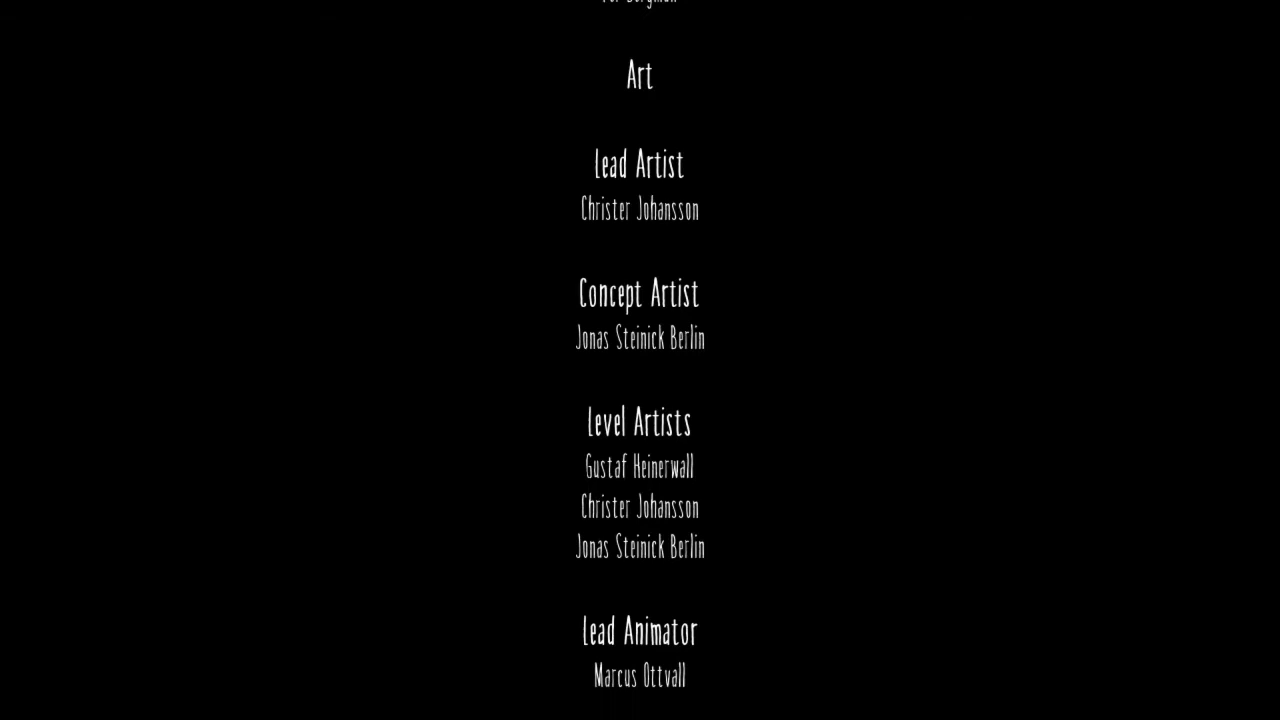 Art
Lead Artist
Christer Johansson
Concept Artist
Jonas Steinick Berlin
Level Artists
Gustaf Heinerwall
Christer Johansson
Jonas Steinick Berlin
Lead Animator
Marcus Ottvall